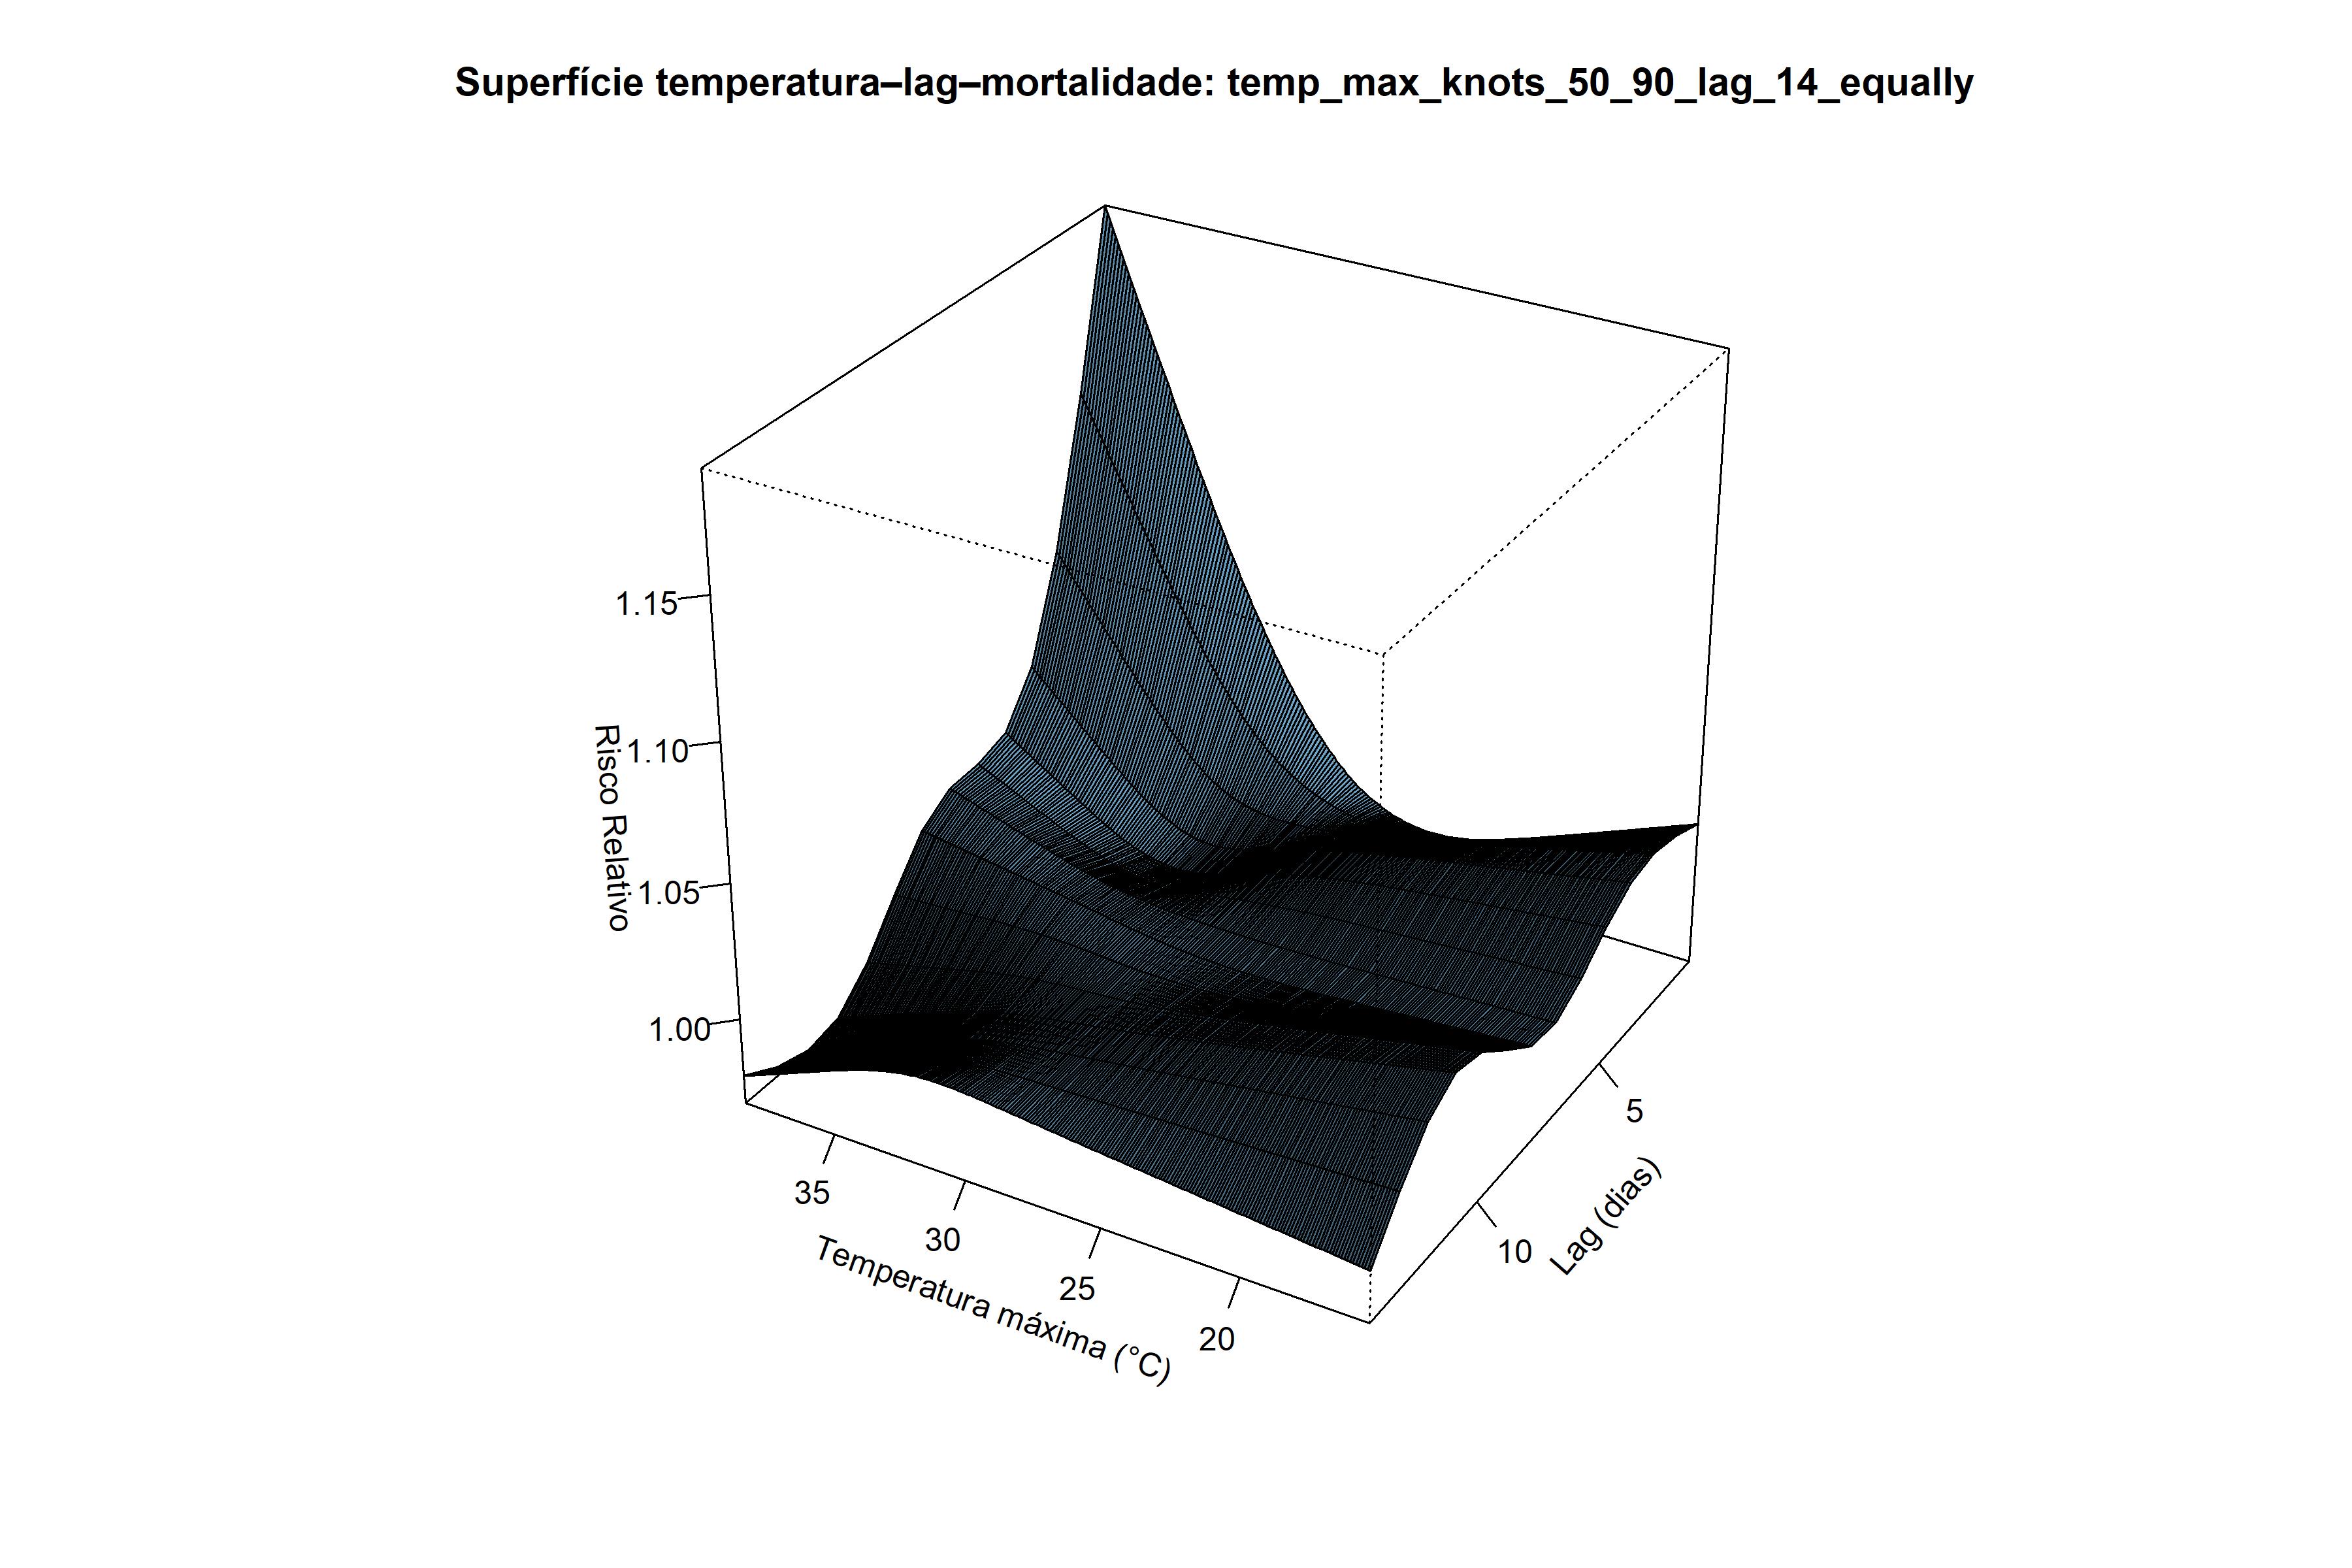 Superfície temperatura–lag–mortalidade: temp_max_knots_50_90_lag_14_equally
1.15
1.10
1.05
1.00
Risco Relativo
35
30
25
20
Temperatura máxima (°C)
5
10
Lag (dias)